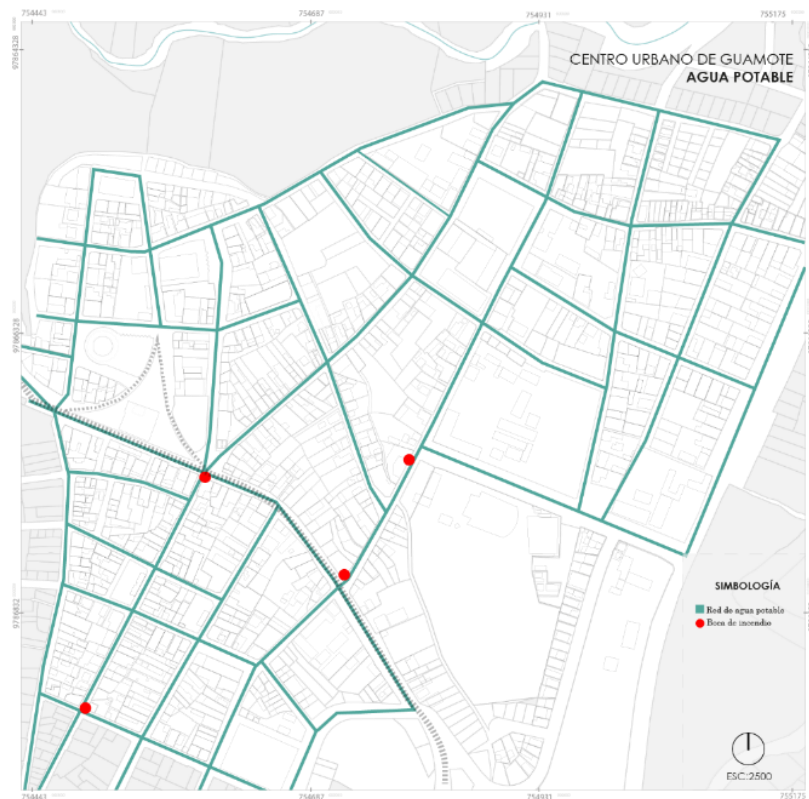 754443
754687
754931
755175
CENTRO URBANO DE GUAMOTE
AGUA POTABLE
SIMBOLOGÍA
Red de agua potable
Boca de incendio
ESC:2500
754443
754687
754931
755175